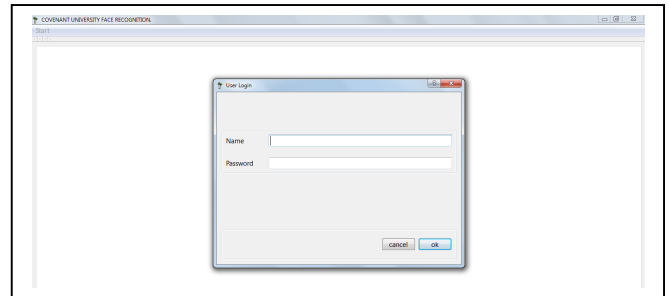 COVENANT UNIVERSITY FACE RECOGNITION.
Start
User Login
Name
Password
cancel
ok